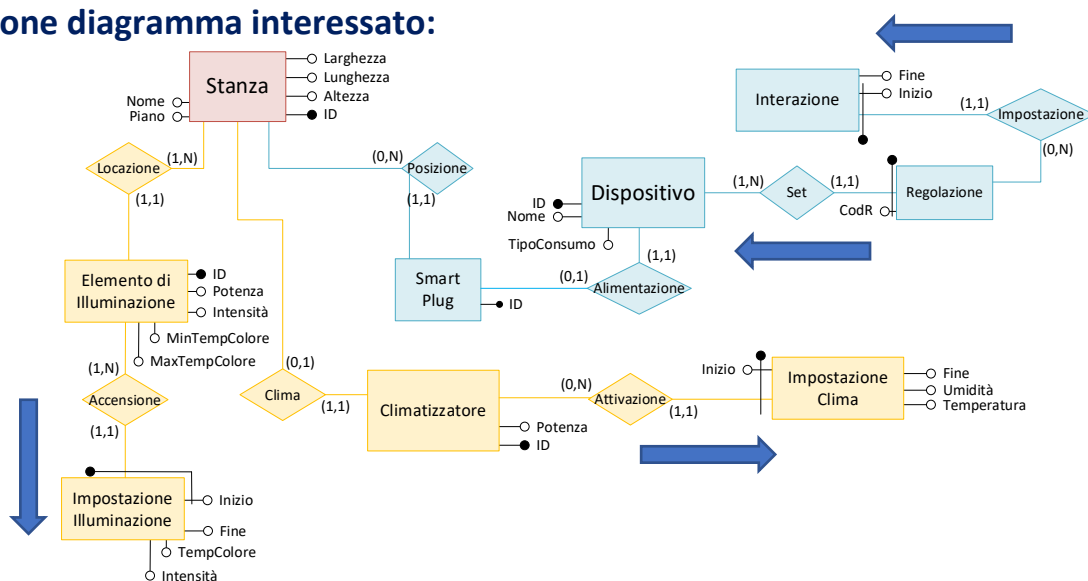 one diagramma interessato:
Stanza
Larghezza
Lunghezza
Altezza
ID
Nome
Piano
Locazione
(1,N)
(1,1)
Elemento di
Illuminazione
ID
Potenza
Intensità
MinTempColore
MaxTempColore
(1,N)
Accensione
(1,1)
Impostazione
Illuminazione
Inizio
Fine
TempColore
Intensità
(0,1)
Clima
(1,1)
Climatizzatore
Potenza
ID
(0,N)
Attivazione
(1,1)
Inizio
Impostazione
Clima
Fine
Umidità
Temperatura
(0,N)
Posizione
(1,1)
Smart
Plug
ID
(0,1)
Alimentazione
(1,1)
Dispositivo
ID
Nome
TipoConsumo
(1,N)
Set
(1,1)
Regolazione
CodR
Interazione
Fine
Inizio
(1,1)
Impostazione
(0,N)